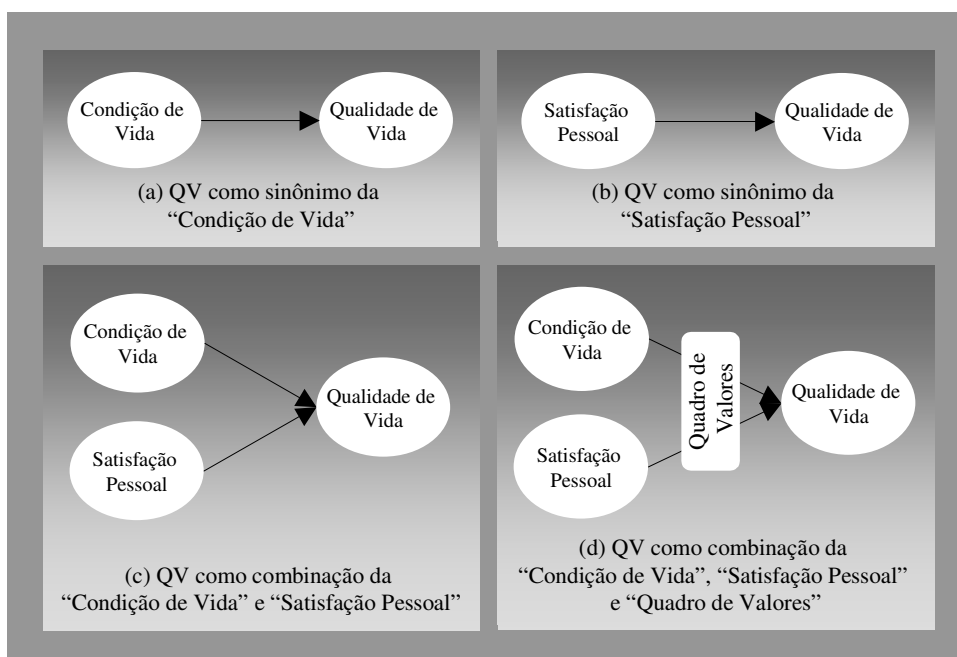 Condição de
Vida
Qualidade de
Vida
(a) QV como sinônimo da
“Condição de Vida”
Satisfação
Pessoal
Qualidade de
Vida
(b) QV como sinônimo da
“Satisfação Pessoal”
Condição de
Vida
Qualidade de
Vida
Satisfação
Pessoal
(c) QV como combinação da
“Condição de Vida” e “Satisfação Pessoal”
Condição de
Vida
Quadro de
Valores
Qualidade de
Vida
Satisfação
Pessoal
(d) QV como combinação da
“Condição de Vida”, “Satisfação Pessoal”
e “Quadro de Valores”